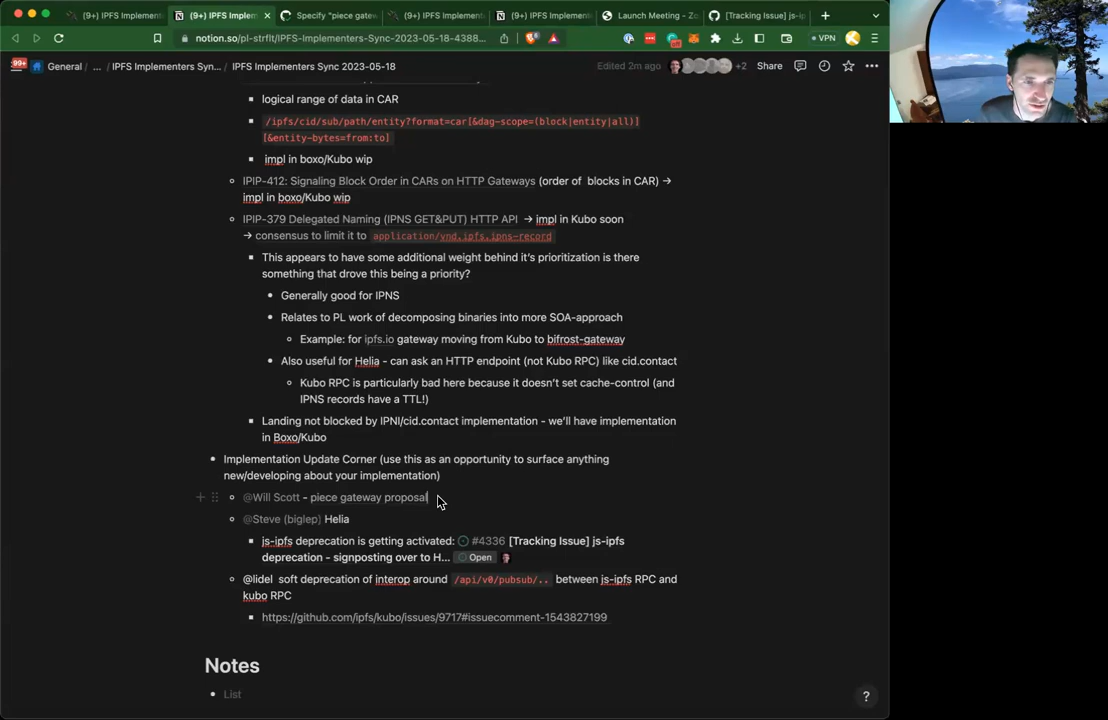 (9+) IPFS Implementers
(9+) IPFS Implemen
Specify "piece gatew
(9+) IPFS Implement
(9+) IPFS Implement
Launch Meeting - Zo
[Tracking Issue] js-i
notion.so/pl-strflt/IPFS-Implementers-Sync-2023-05-18-4388...
VPN
99+
General / ... / IPFS Implementers Syn... / IPFS Implementers Sync 2023-05-18
Edited 2m ago
+2
Share
logical range of data in CAR
/ipfs/cid/sub/path/entity?format=car[&dag-scope=(block|entity|all)]
[&entity-bytes=from:to]
impl in boxo/Kubo wip
IPIP-412: Signaling Block Order in CARs on HTTP Gateways (order of blocks in CAR) →
impl in boxo/Kubo wip
IPIP-379 Delegated Naming (IPNS GET&PUT) HTTP API → impl in Kubo soon
→ consensus to limit it to application/vnd.ipfs.ipns-record
This appears to have some additional weight behind it's prioritization is there
something that drove this being a priority?
Generally good for IPNS
Relates to PL work of decomposing binaries into more SOA-approach
Example: for ipfs.io gateway moving from Kubo to bifrost-gateway
Also useful for Helia - can ask an HTTP endpoint (not Kubo RPC) like cid.contact
Kubo RPC is particularly bad here because it doesn't set cache-control (and
IPNS records have a TTL!)
Landing not blocked by IPNI/cid.contact implementation - we'll have implementation
in Boxo/Kubo
Implementation Update Corner (use this as an opportunity to surface anything
new/developing about your implementation)
@Will Scott - piece gateway proposal
@Steve (biglep) Helia
js-ipfs deprecation is getting activated: #4336 [Tracking Issue] js-ipfs
deprecation - signposting over to H... Open
@lidel soft deprecation of interop around /api/v0/pubsub/.. between js-ipfs RPC and
kubo RPC
https://github.com/ipfs/kubo/issues/9717#issuecomment-1543827199
Notes
List
?